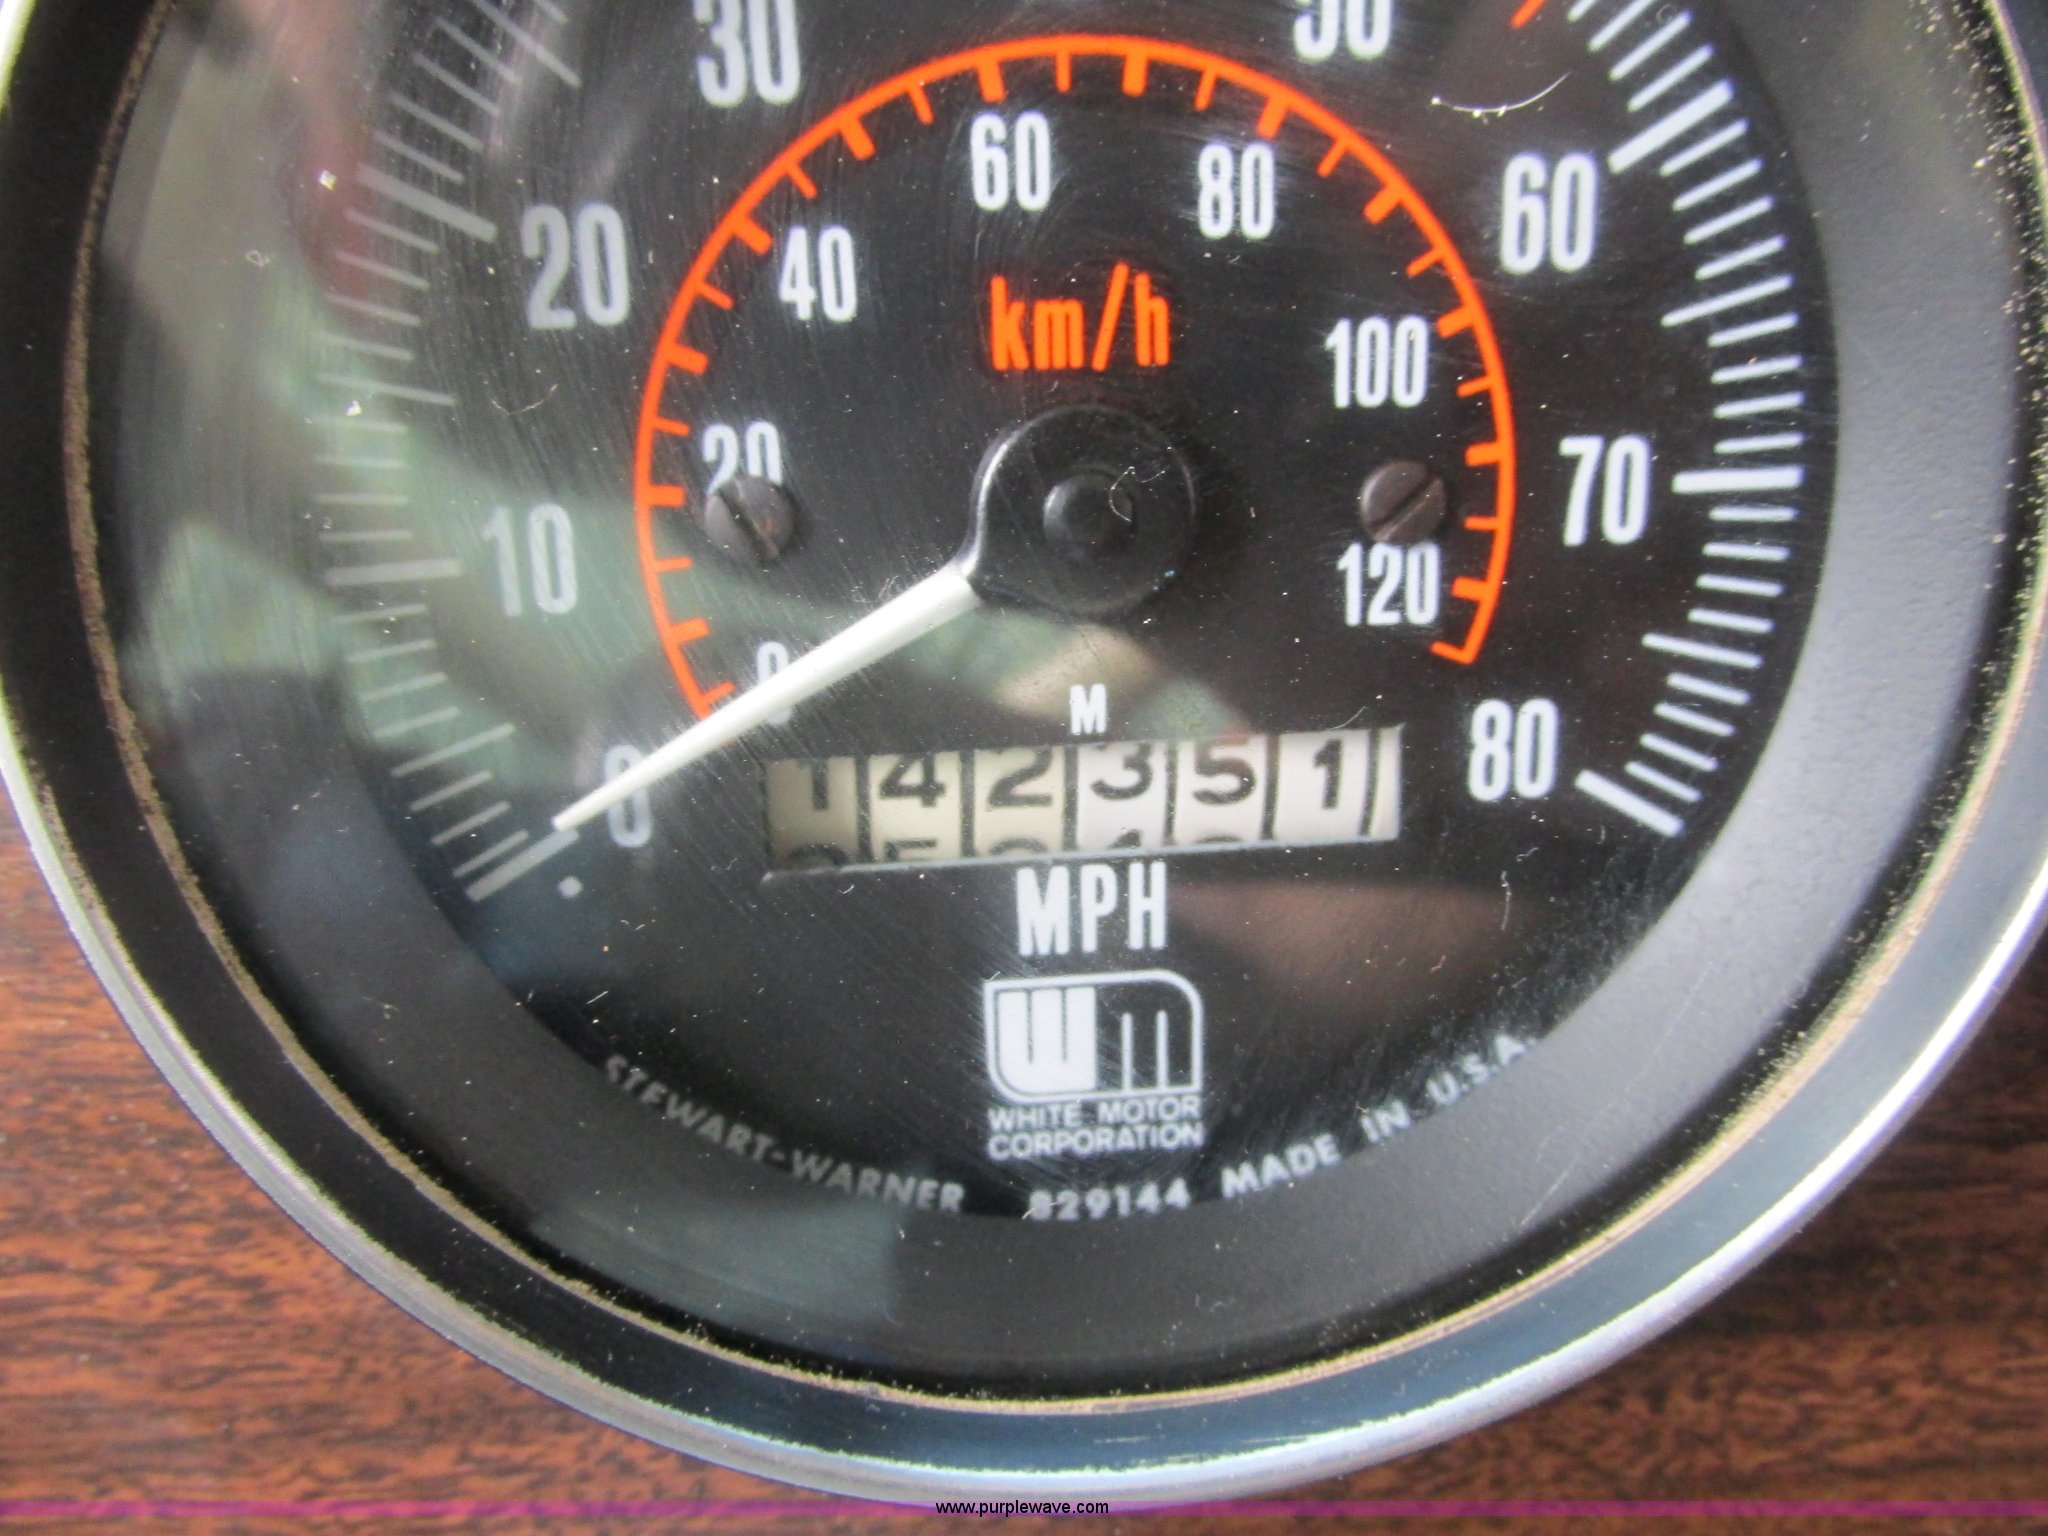 30
50
20
60
10
70
0
80
60
80
40
100
20
120
0
km/h
M
142351
MPH
WM
WHITE MOTOR
CORPORATION
STEWART-WARNER 829144 MADE IN U.S.A.
www.purplewave.com